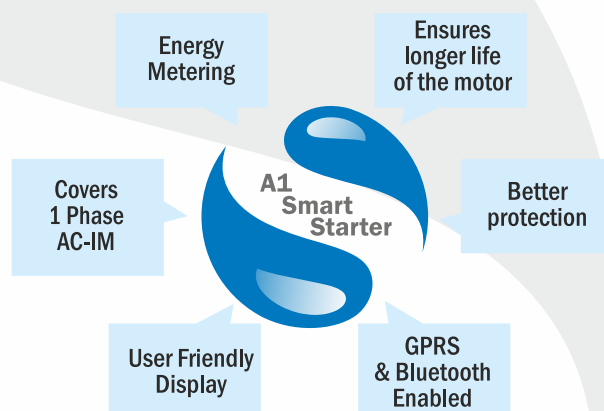 Energy
Metering
Ensures
longer life
of the motor
Covers
1 Phase
AC-IM
A1
Smart
Starter
Better
protection
User Friendly
Display
GPRS
& Bluetooth
Enabled